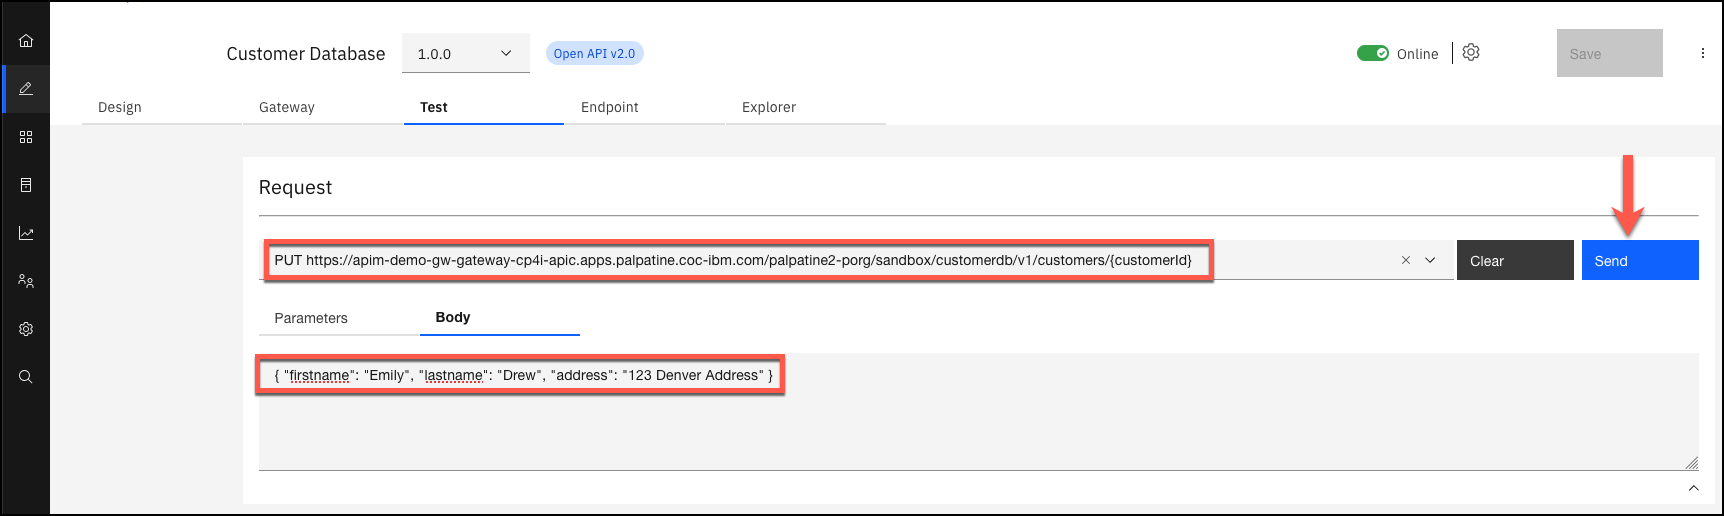 Customer Database 1.0.0 Open API v2.0 Online Save
Design Gateway Test Endpoint Explorer
Request
PUT https://apim-demo-gw-gateway-cp4i-apic.apps.palpatine.coc-ibm.com/palpatine2-porg/sandbox/customerdb/v1/customers/{customerId} Clear Send
Parameters Body
{ "firstname": "Emily", "lastname": "Drew", "address": "123 Denver Address" }